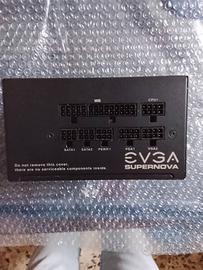 MB
CPU1
SATA1 SATA2 PERIF1 VGA1 VGA2
Do not remove this cover,
there are no serviceable components inside.
EVGA
SUPERNOVA